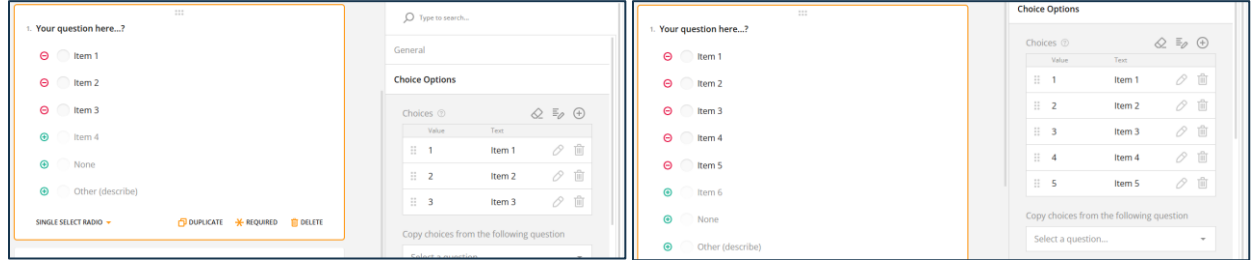 1. Your question here...?
Item 1
Item 2
Item 3
Item 4
None
Other (describe)
SINGLE SELECT RADIO DUPLICATE REQUIRED DELETE
Type to search...
General
Choice Options
Choices
Value Text
1 Item 1
2 Item 2
3 Item 3
Copy choices from the following question
Select a question...
1. Your question here...?
Item 1
Item 2
Item 3
Item 4
Item 5
Item 6
None
Other (describe)
Choice Options
Choices
Value Text
1 Item 1
2 Item 2
3 Item 3
4 Item 4
5 Item 5
Copy choices from the following question
Select a question...